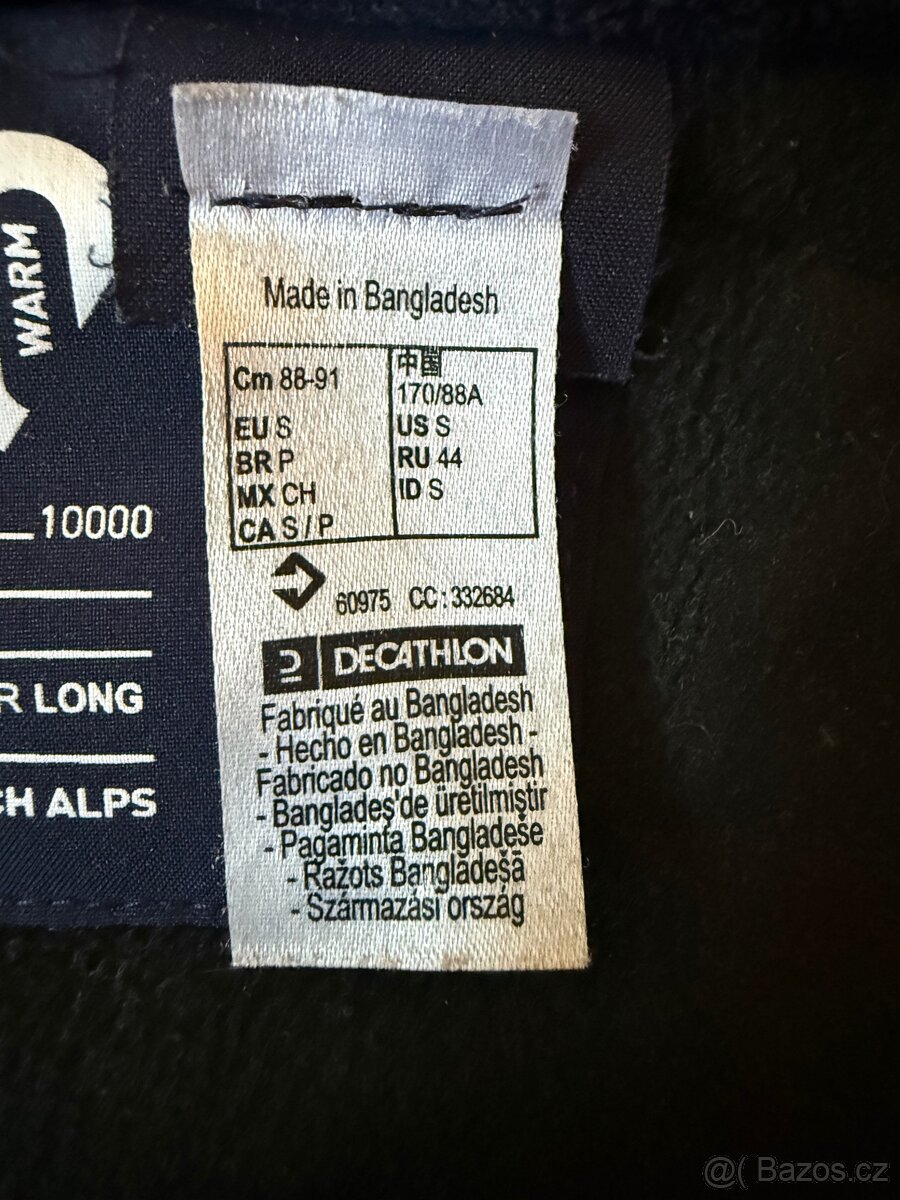 WARM
10000
R LONG
CH ALPS
Made in Bangladesh
Cm 88-91
EU S
BR P
MX CH
CA S / P
中國
170/88A
US S
RU 44
ID S
60975 CC : 332684
DECATHLON
Fabriqué au Bangladesh
- Hecho en Bangladesh -
Fabricado no Bangladesh
- Bangladeş'de üretilmiştir
- Pagaminta Bangladeše
- Ražots Bangladešā
- Származási ország
@( Bazos.cz